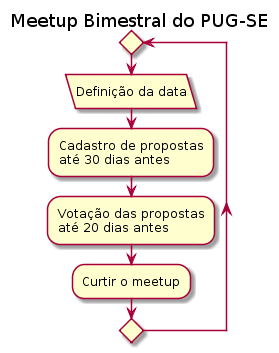 Meetup Bimestral do PUG-SE
Definição da data
Cadastro de propostas
até 30 dias antes
Votação das propostas
até 20 dias antes
Curtir o meetup